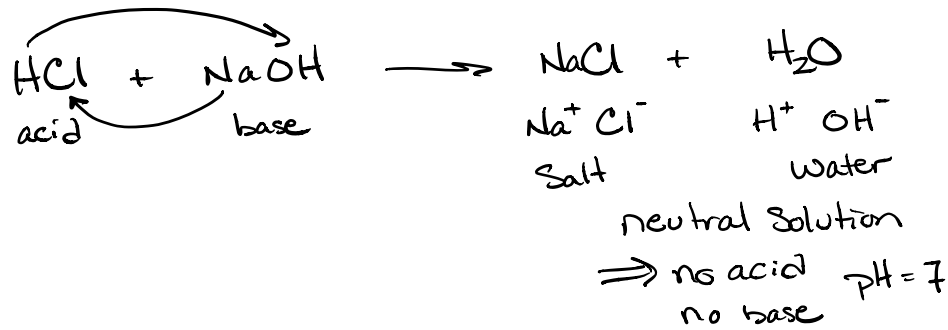 HCl + NaOH → NaCl + H₂O
acid base Na⁺ Cl⁻ H⁺ OH⁻
Salt Water
neutral solution
⇒ no acid pH = 7
no base